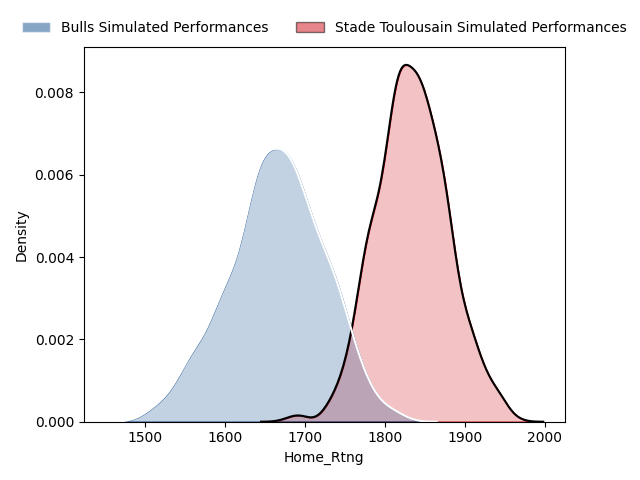 Bulls Simulated Performances
Stade Toulousain Simulated Performances
0.008
0.006
0.004
0.002
0.000
Density
1500 1600 1700 1800 1900 2000
Home_Rtng